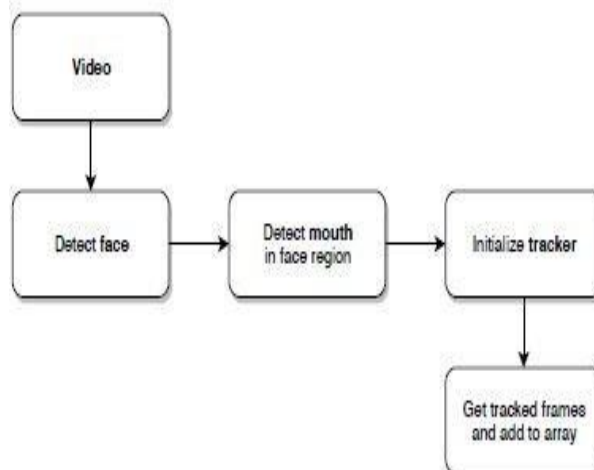 Video
Detect face
Detect mouth
in face region
Initialize tracker
Get tracked frames
and add to array